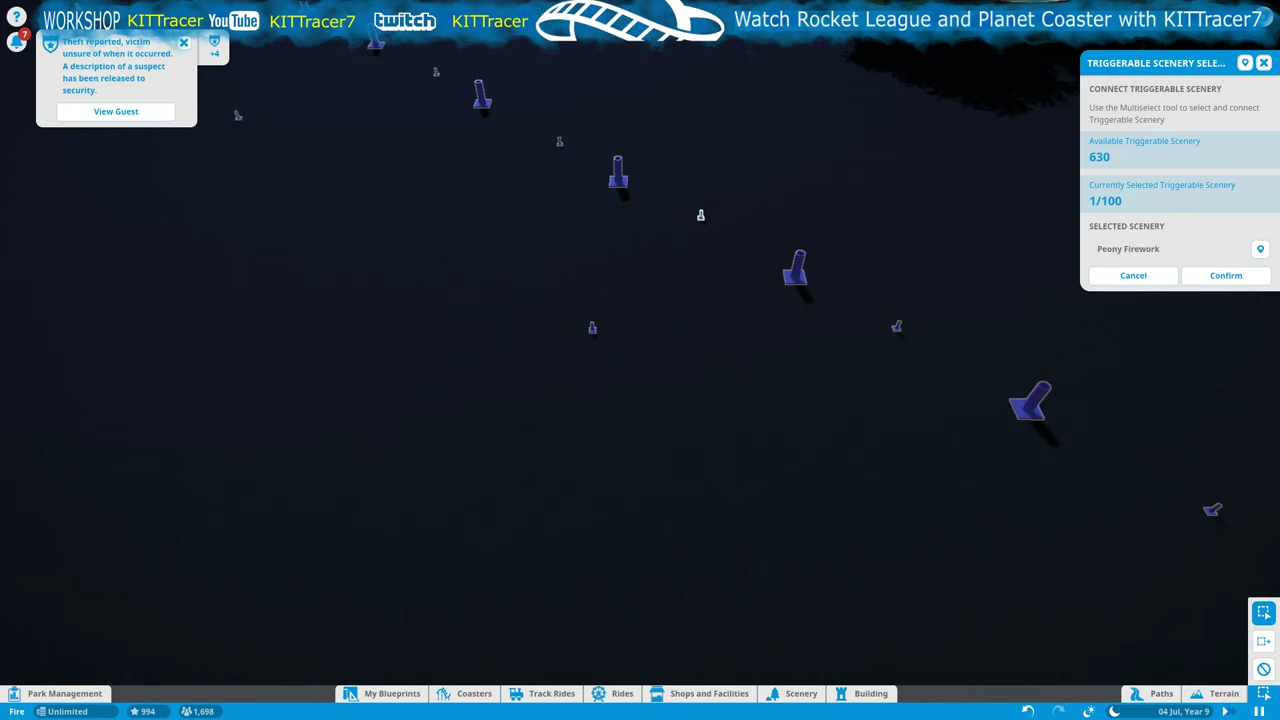 WORKSHOP KITTracer YouTube KITTracer7 twitch KITTracer Watch Rocket League and Planet Coaster with KITTracer7
?
7
Theft reported, victim
unsure of when it occurred.
A description of a suspect
has been released to
security.
+4
View Guest
TRIGGERABLE SCENERY SELE...
CONNECT TRIGGERABLE SCENERY
Use the Multiselect tool to select and connect
Triggerable Scenery
Available Triggerable Scenery
630
Currently Selected Triggerable Scenery
1/100
SELECTED SCENERY
Peony Firework
Cancel Confirm
Park Management My Blueprints Coasters Track Rides Rides Shops and Facilities Scenery Building Paths Terrain
Fire Unlimited 994 1,698 04 Jul, Year 9